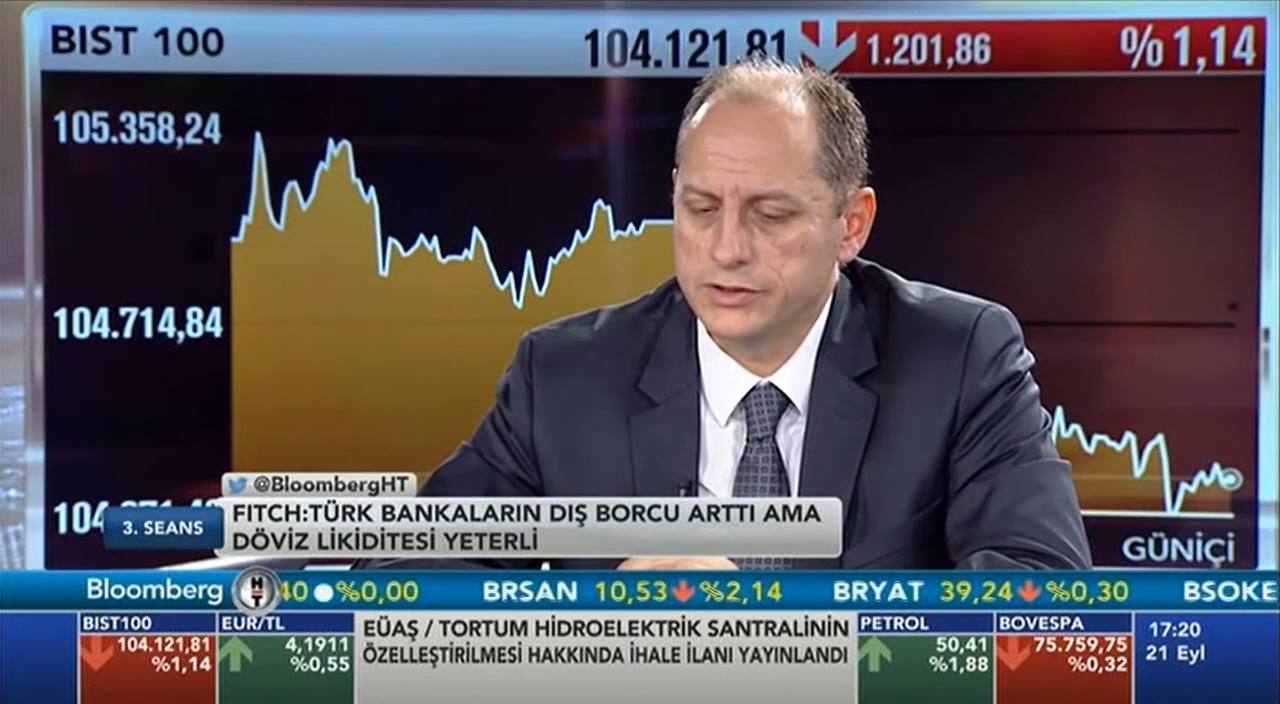 BIST 100
104.121,81
1.201,86
%1,14
105.358,24
104.714,84
GÜNİÇİ
@BloombergHT
3. SEANS
FITCH:TÜRK BANKALARIN DIŞ BORCU ARTTI AMA
DÖVİZ LİKİDİTESİ YETERLİ
Bloomberg HT
40 %0,00 BRSAN 10,53 %2,14 BRYAT 39,24 %0,30 BSOKE
BIST100
104.121,81
%1,14
EUR/TL
4,1911
%0,55
EÜAŞ / TORTUM HİDROELEKTRİK SANTRALİNİN
ÖZELLEŞTİRİLMESİ HAKKINDA İHALE İLANI YAYINLANDI
PETROL
50,41
%1,88
BOVESPA
75.759,75
%0,32
17:20
21 Eyl